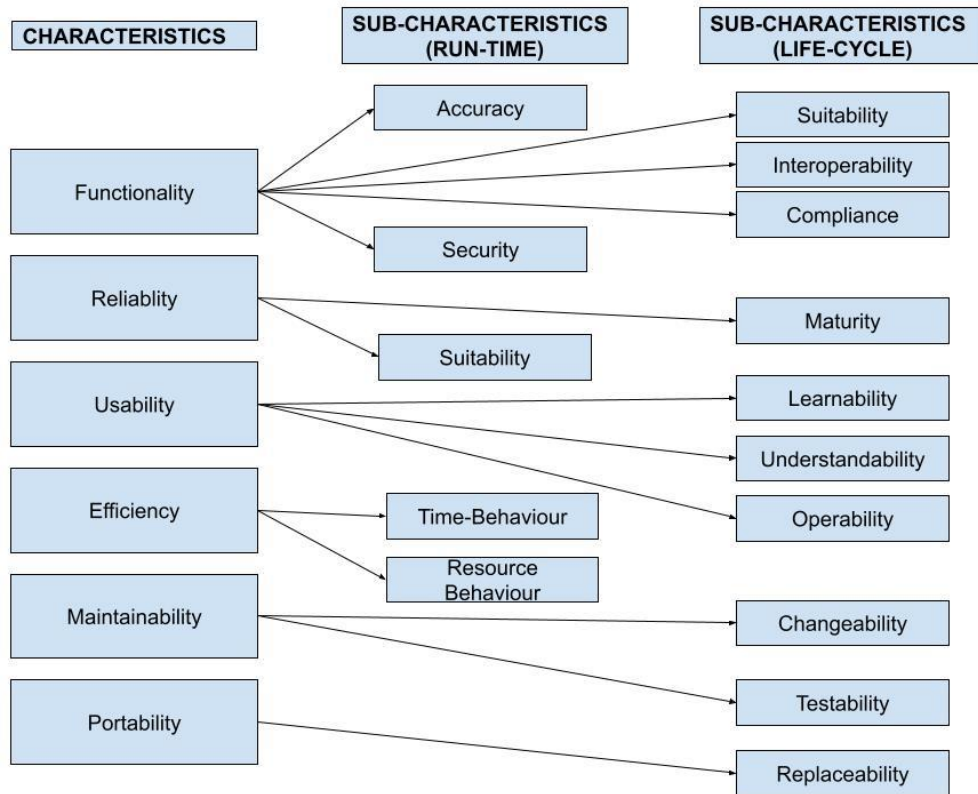 CHARACTERISTICS
SUB-CHARACTERISTICS
(RUN-TIME)
SUB-CHARACTERISTICS
(LIFE-CYCLE)
Functionality
Reliablity
Usability
Efficiency
Maintainability
Portability
Accuracy
Security
Suitability
Time-Behaviour
Resource
Behaviour
Suitability
Interoperability
Compliance
Maturity
Learnability
Understandability
Operability
Changeability
Testability
Replaceability